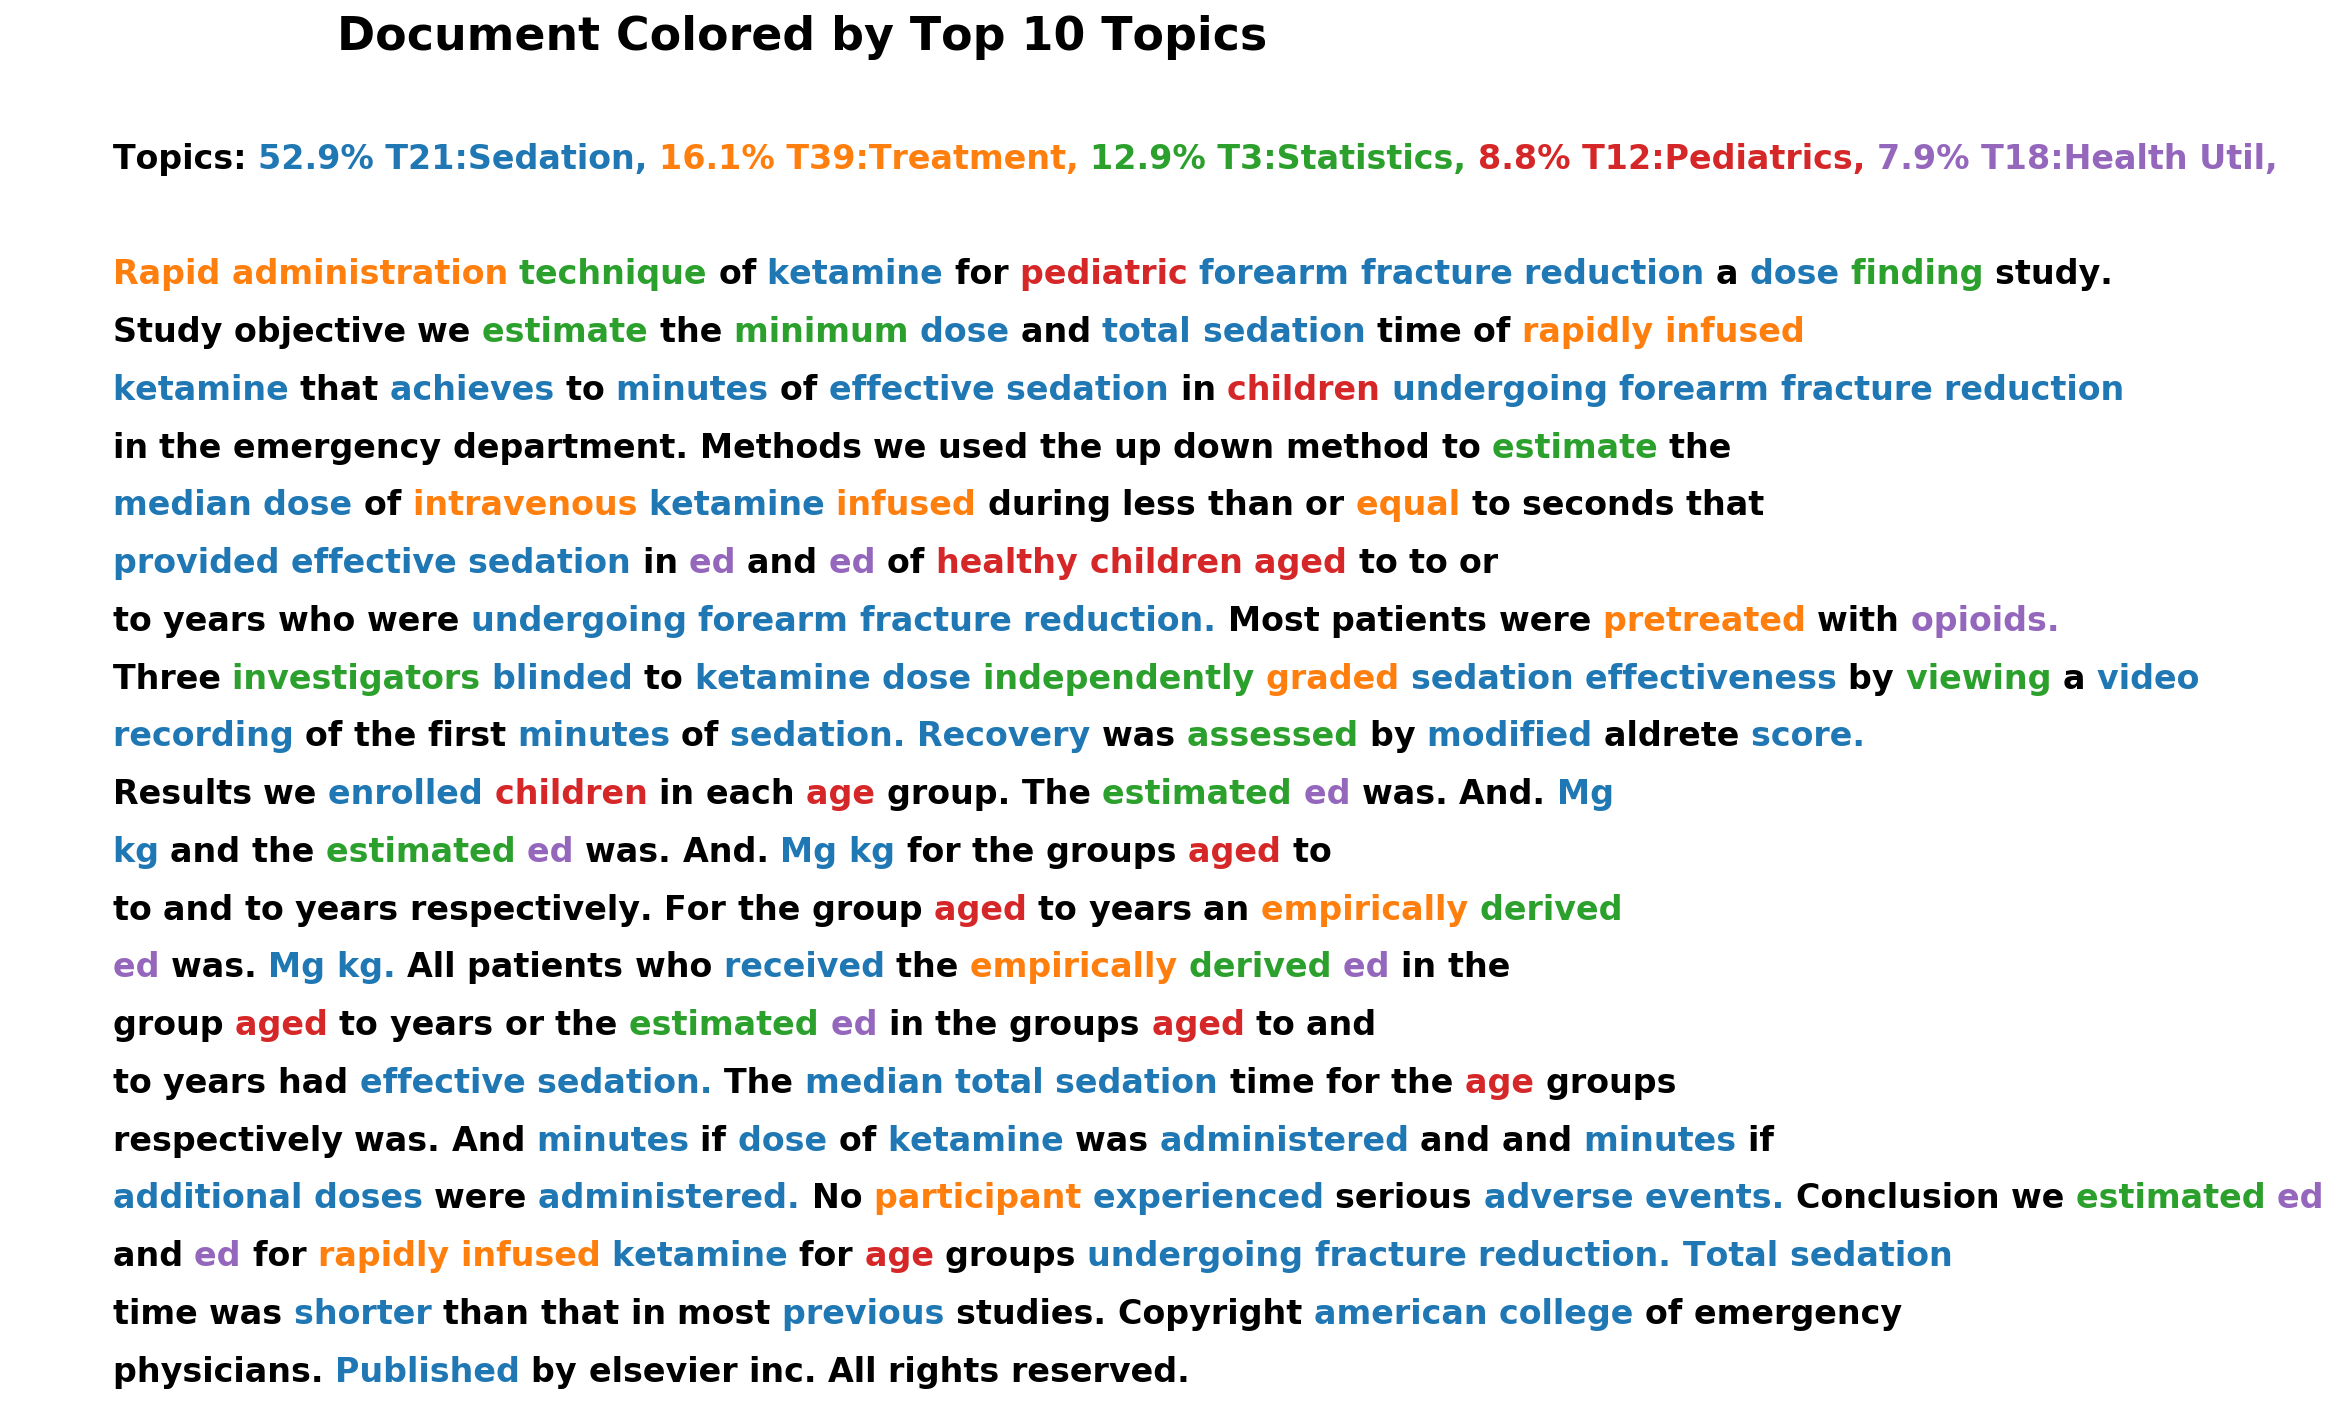 Document Colored by Top 10 Topics
Topics: 52.9% T21:Sedation, 16.1% T39:Treatment, 12.9% T3:Statistics, 8.8% T12:Pediatrics, 7.9% T18:Health Util,
Rapid administration technique of ketamine for pediatric forearm fracture reduction a dose finding study.
Study objective we estimate the minimum dose and total sedation time of rapidly infused
ketamine that achieves to minutes of effective sedation in children undergoing forearm fracture reduction
in the emergency department. Methods we used the up down method to estimate the
median dose of intravenous ketamine infused during less than or equal to seconds that
provided effective sedation in ed and ed of healthy children aged to to or
to years who were undergoing forearm fracture reduction. Most patients were pretreated with opioids.
Three investigators blinded to ketamine dose independently graded sedation effectiveness by viewing a video
recording of the first minutes of sedation. Recovery was assessed by modified aldrete score.
Results we enrolled children in each age group. The estimated ed was. And. Mg
kg and the estimated ed was. And. Mg kg for the groups aged to
to and to years respectively. For the group aged to years an empirically derived
ed was. Mg kg. All patients who received the empirically derived ed in the
group aged to years or the estimated ed in the groups aged to and
to years had effective sedation. The median total sedation time for the age groups
respectively was. And minutes if dose of ketamine was administered and and minutes if
additional doses were administered. No participant experienced serious adverse events. Conclusion we estimated ed
and ed for rapidly infused ketamine for age groups undergoing fracture reduction. Total sedation
time was shorter than that in most previous studies. Copyright american college of emergency
physicians. Published by elsevier inc. All rights reserved.